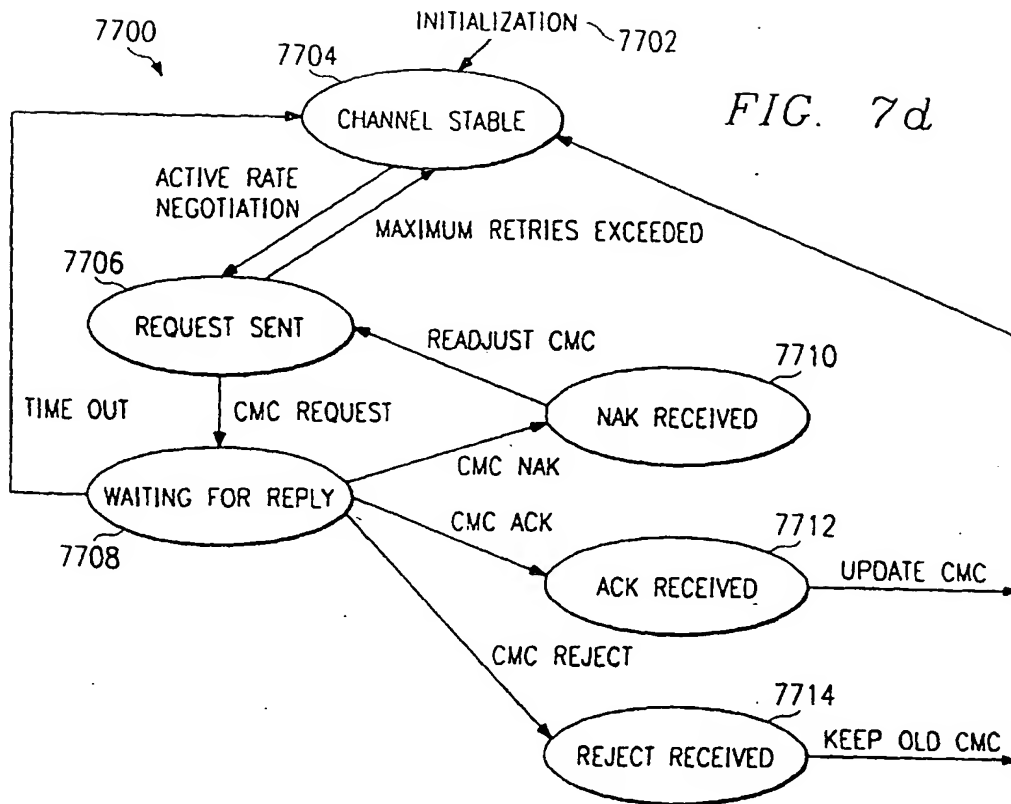 7700
INITIALIZATION
7702
7704
CHANNEL STABLE
FIG. 7d
ACTIVE RATE
NEGOTIATION
MAXIMUM RETRIES EXCEEDED
7706
REQUEST SENT
READJUST CMC
7710
NAK RECEIVED
TIME OUT
CMC REQUEST
CMC NAK
WAITING FOR REPLY
7708
CMC ACK
7712
ACK RECEIVED
UPDATE CMC
CMC REJECT
7714
REJECT RECEIVED
KEEP OLD CMC